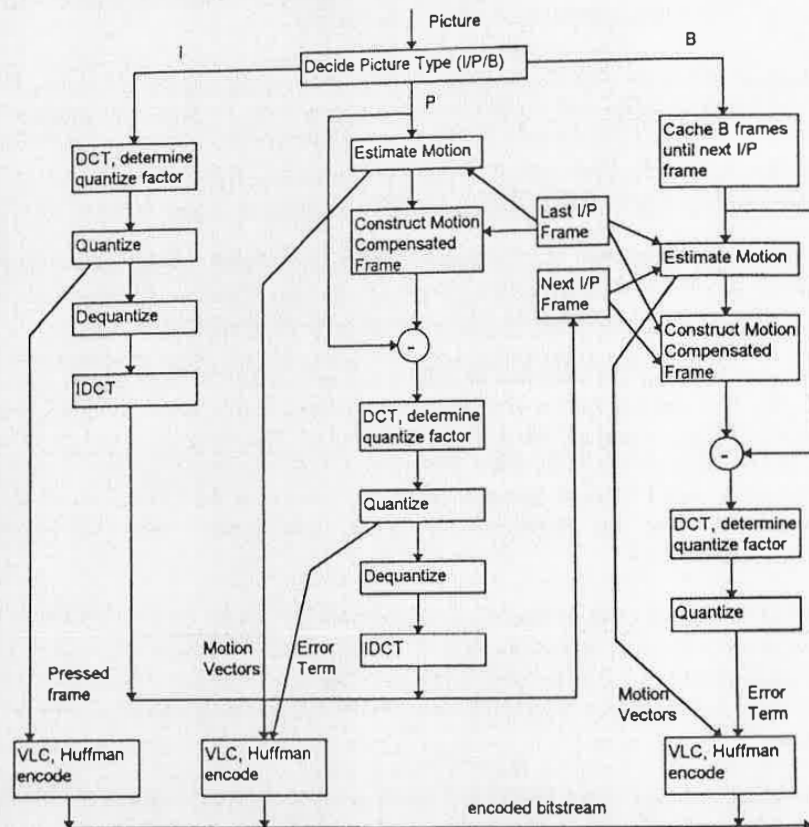 Picture
I
Decide Picture Type (I/P/B)
B
P
DCT, determine
quantize factor
Estimate Motion
Cache B frames
until next I/P
frame
Quantize
Construct Motion
Compensated
Frame
Last I/P
Frame
Estimate Motion
Dequantize
Next I/P
Frame
Construct Motion
Compensated
Frame
IDCT
-
DCT, determine
quantize factor
-
Quantize
DCT, determine
quantize factor
Dequantize
Quantize
IDCT
Pressed
frame
Motion
Vectors
Error
Term
Motion
Vectors
Error
Term
VLC, Huffman
encode
VLC, Huffman
encode
VLC, Huffman
encode
encoded bitstream